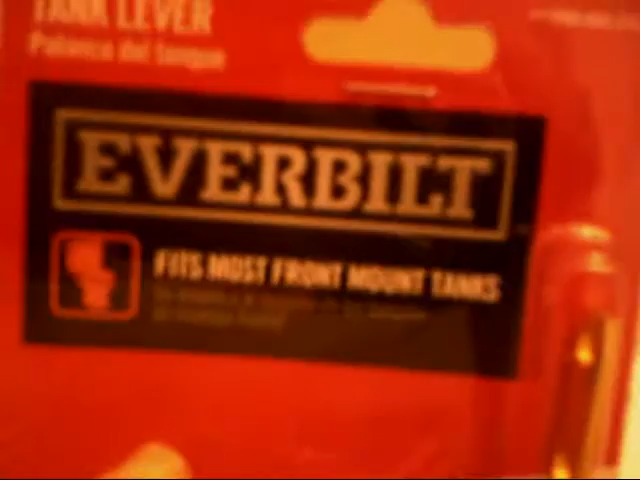 TANK LEVER
Palanca del tanque
EVERBILT
FITS MOST FRONT MOUNT TANKS